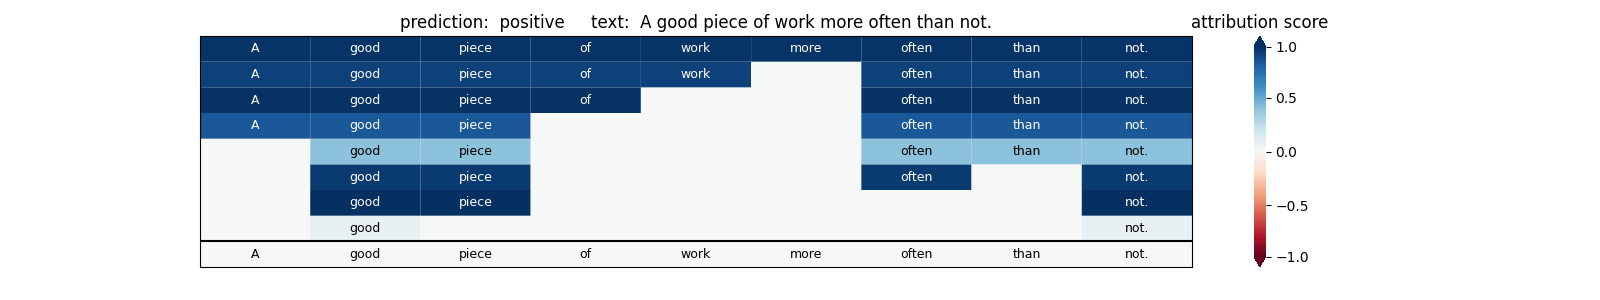 prediction: positive text: A good piece of work more often than not. attribution score
A good piece of work more often than not. 1.0
A good piece of work often than not.
A good piece of often than not. 0.5
A good piece often than not.
good piece often than not. 0.0
good piece often not.
good piece not. −0.5
good not.
A good piece of work more often than not. −1.0